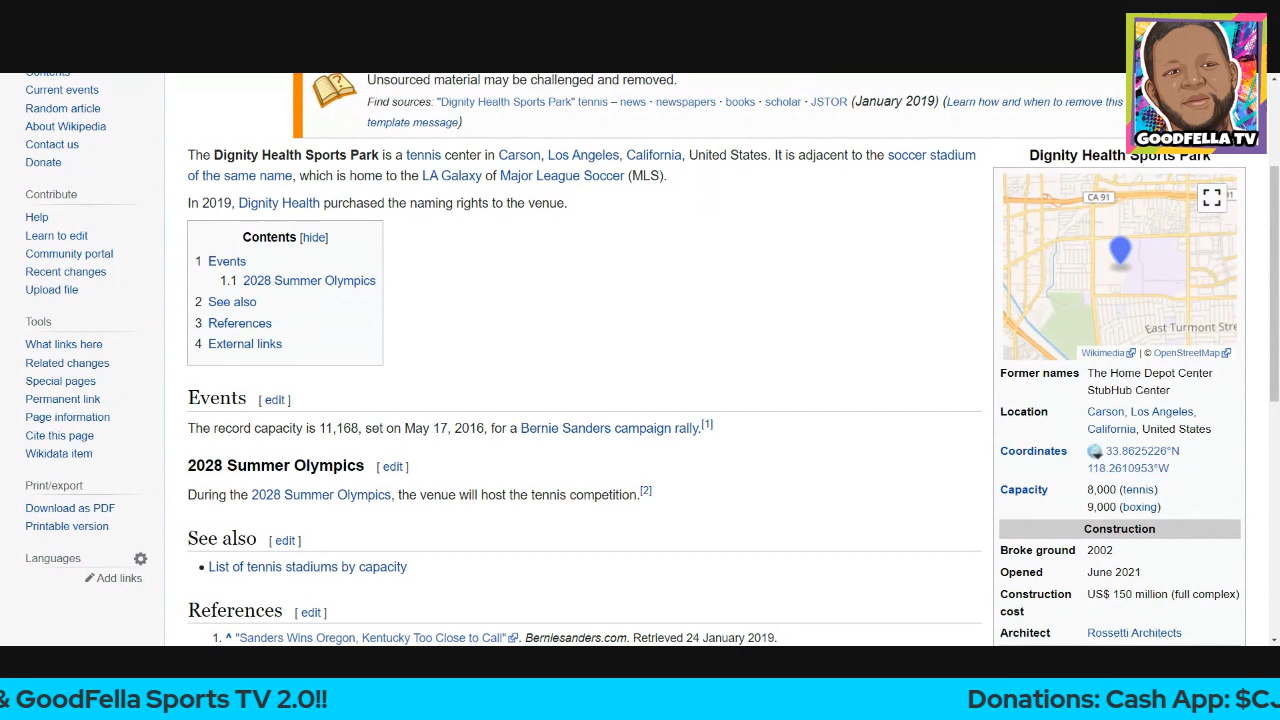 Contents
Current events
Random article
About Wikipedia
Contact us
Donate
Contribute
Help
Learn to edit
Community portal
Recent changes
Upload file
Tools
What links here
Related changes
Special pages
Permanent link
Page information
Cite this page
Wikidata item
Print/export
Download as PDF
Printable version
Languages
Add links
Unsourced material may be challenged and removed.
Find sources: "Dignity Health Sports Park" tennis – news · newspapers · books · scholar · JSTOR (January 2019) (Learn how and when to remove this
template message)
The Dignity Health Sports Park is a tennis center in Carson, Los Angeles, California, United States. It is adjacent to the soccer stadium
of the same name, which is home to the LA Galaxy of Major League Soccer (MLS).
In 2019, Dignity Health purchased the naming rights to the venue.
Contents [hide]
1 Events
1.1 2028 Summer Olympics
2 See also
3 References
4 External links
Events [ edit ]
The record capacity is 11,168, set on May 17, 2016, for a Bernie Sanders campaign rally.[1]
2028 Summer Olympics [ edit ]
During the 2028 Summer Olympics, the venue will host the tennis competition.[2]
See also [ edit ]
• List of tennis stadiums by capacity
References [ edit ]
1. ^ "Sanders Wins Oregon, Kentucky Too Close to Call". Berniesanders.com. Retrieved 24 January 2019.
GOODFELLA TV
Dignity Health Sports Park
CA 91
91
East Turmont Stre
Wikimedia | © OpenStreetMap
Former names The Home Depot Center
StubHub Center
Location Carson, Los Angeles,
California, United States
Coordinates 33.8625226°N
118.2610953°W
Capacity 8,000 (tennis)
9,000 (boxing)
Construction
Broke ground 2002
Opened June 2021
Construction US$ 150 million (full complex)
cost
Architect Rossetti Architects
& GoodFella Sports TV 2.0!! Donations: Cash App: $CJ